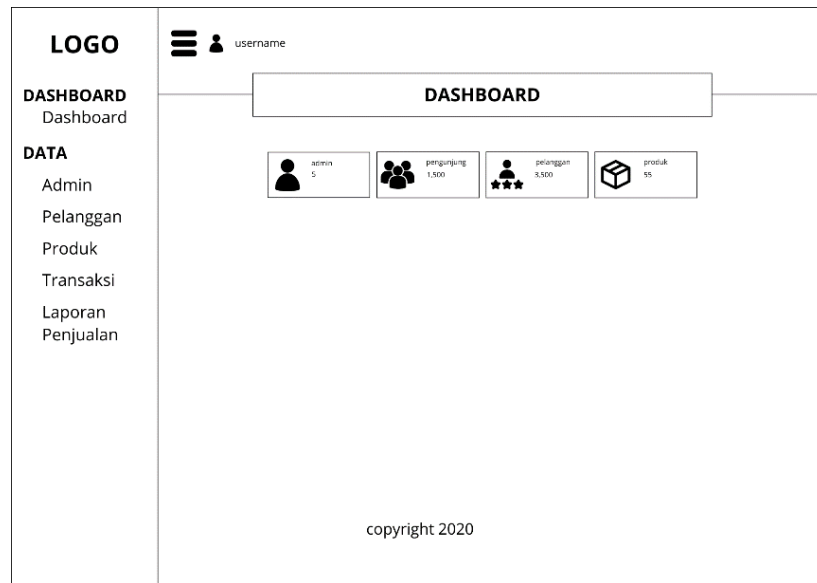 LOGO
DASHBOARD
Dashboard
DATA
Admin
Pelanggan
Produk
Transaksi
Laporan
Penjualan
username
DASHBOARD
admin
5
pengunjung
1,500
pelanggan
3,500
produk
55
copyright 2020